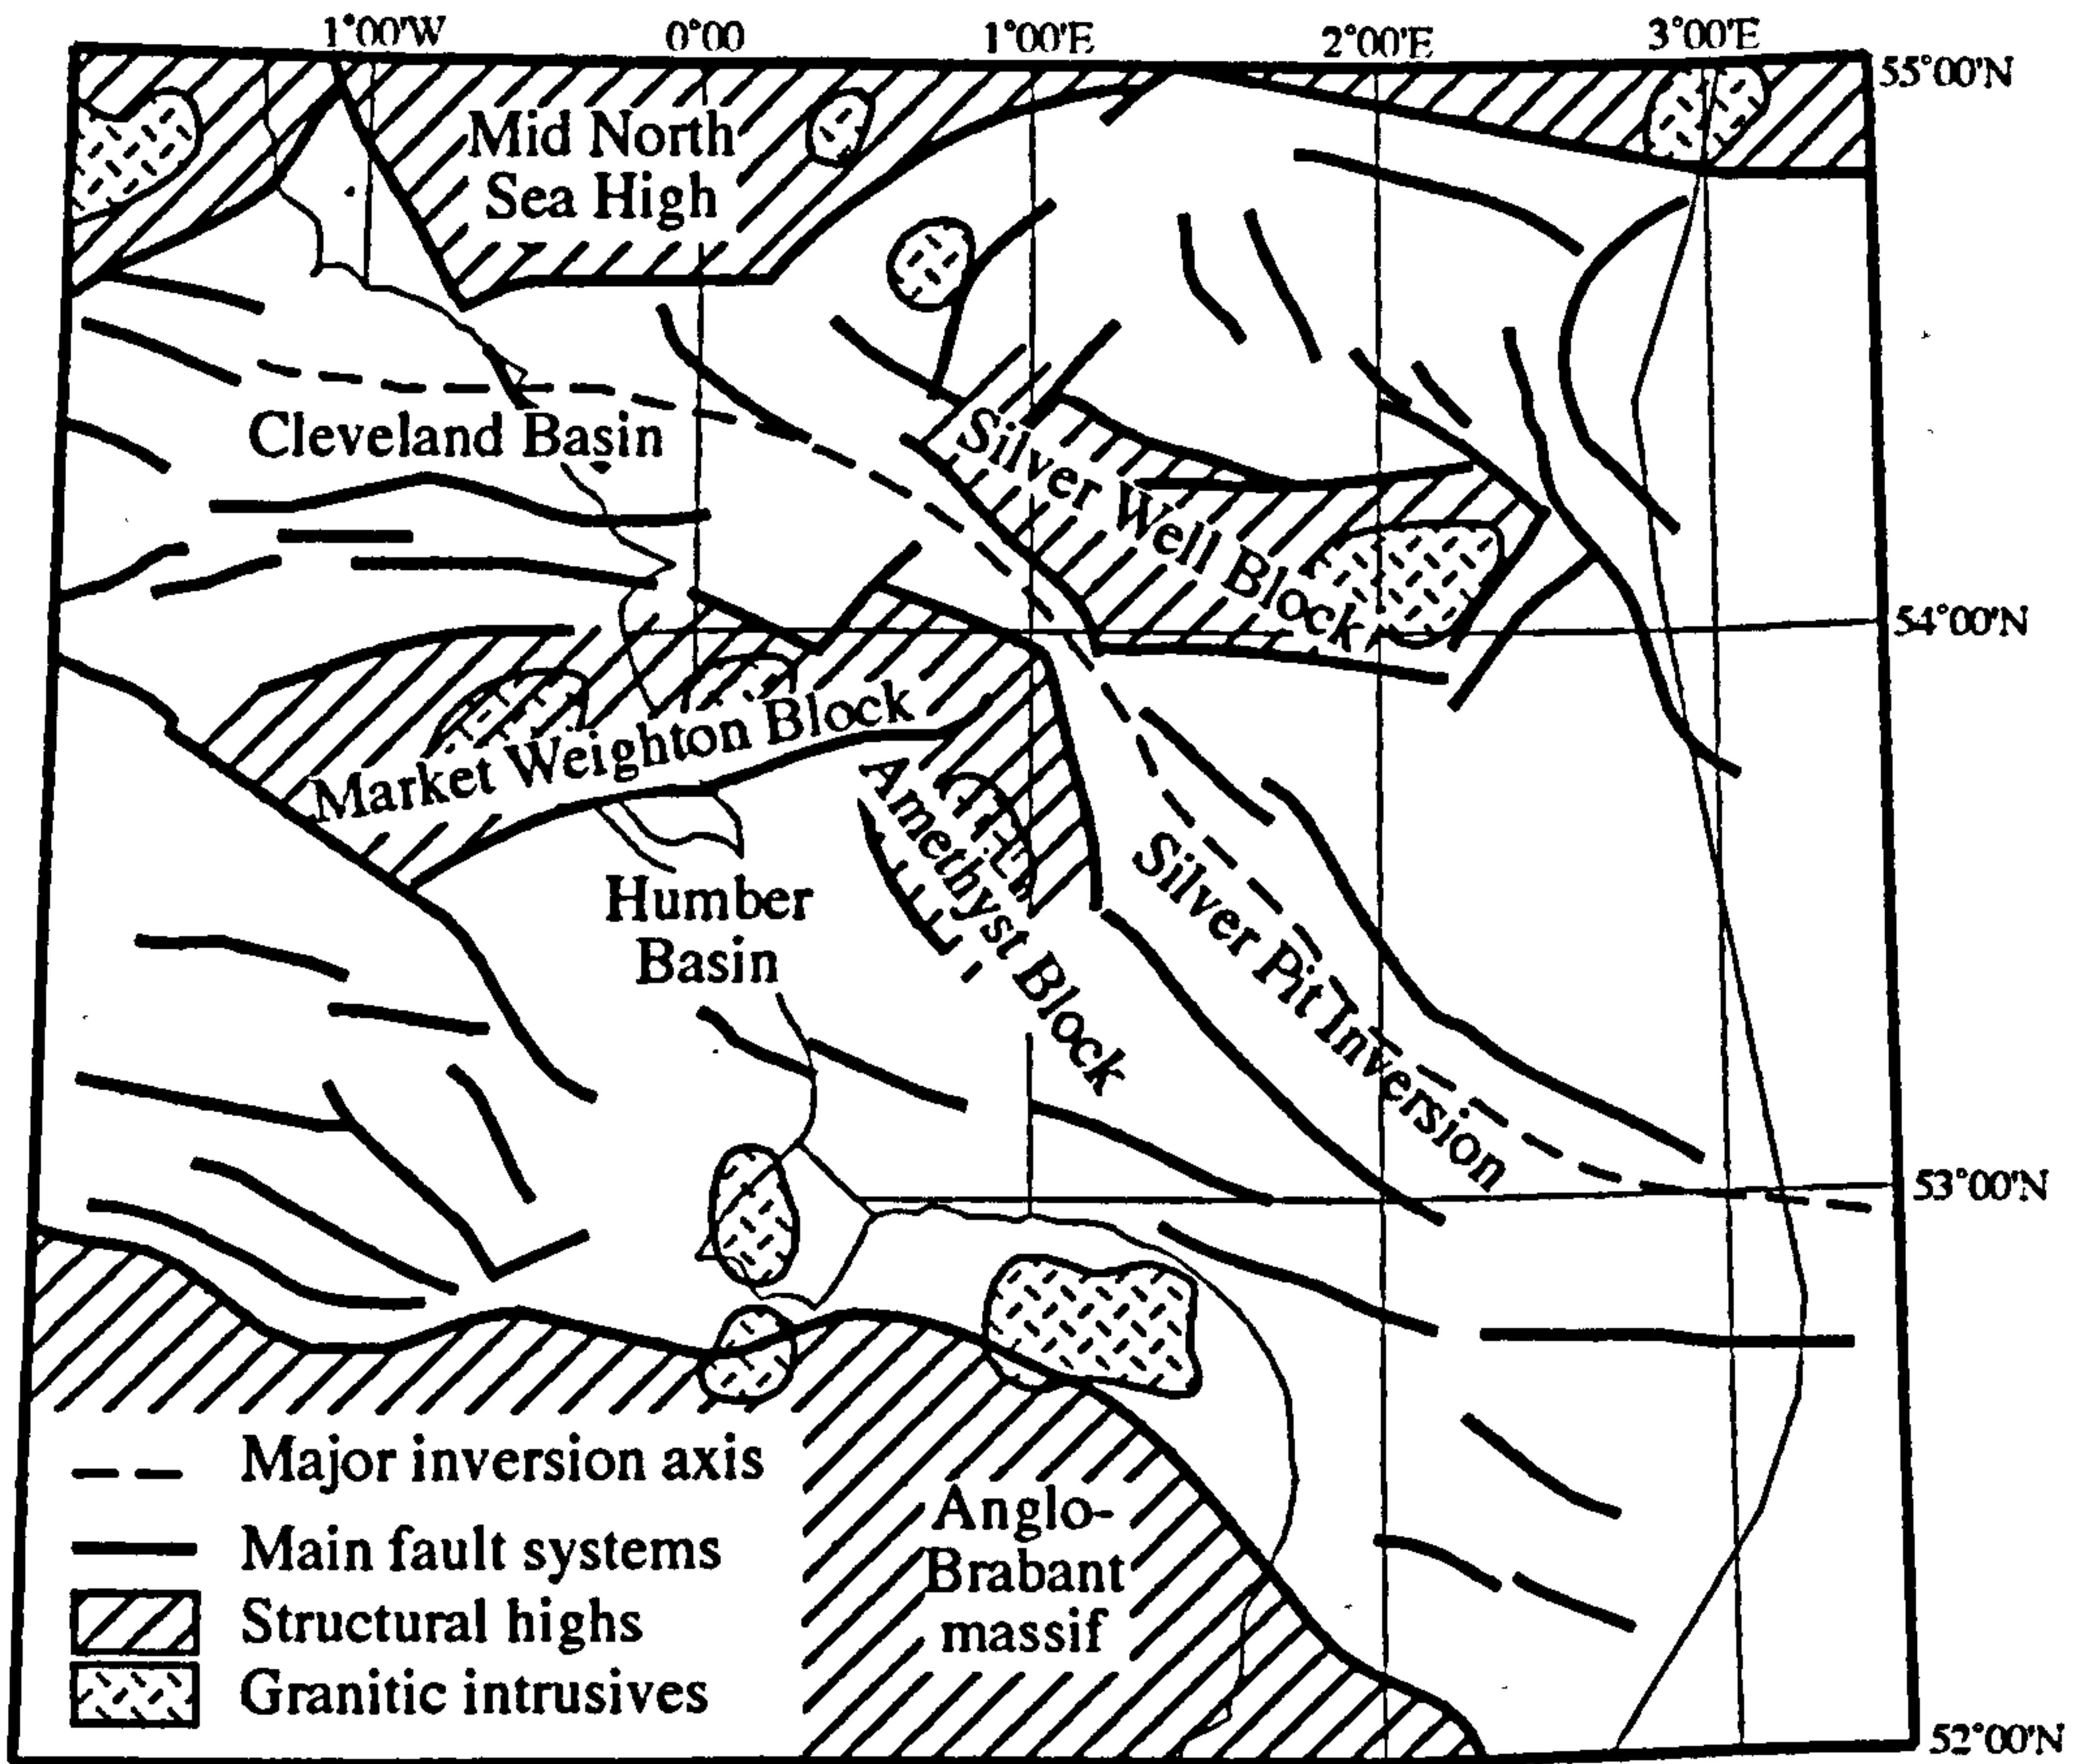 1°00'W
0°00
1°00'E
2°00'E
3°00'E
55°00'N
Mid North
Sea High
Cleveland Basin
Silver Well Block
54°00'N
Market Weighton Block
Amethyst Block
Silver Pit Inversion
Humber
Basin
53°00'N
Major inversion axis
Main fault systems
Structural highs
Granitic intrusives
Anglo-
Brabant
massif
52°00'N